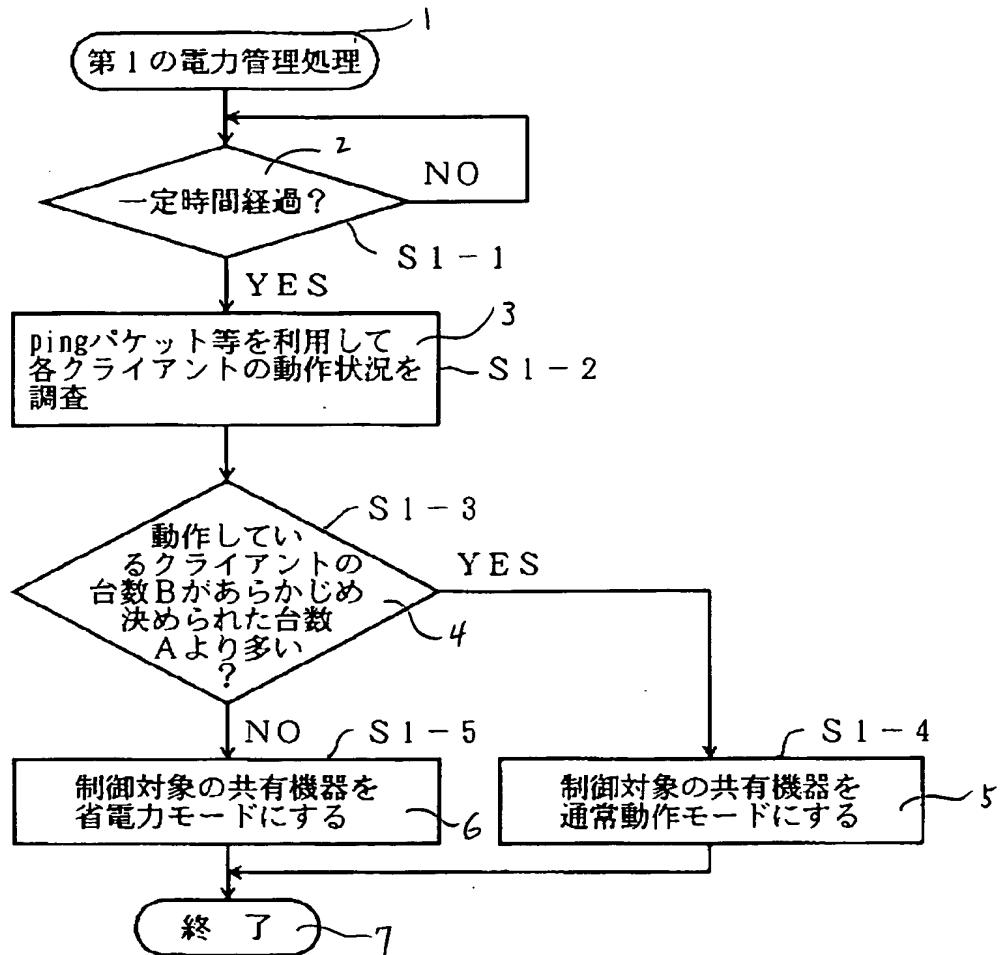 1
第1の電力管理処理
2
NO
一定時間経過?
S1-1
YES
3
pingパケット等を利用して
各クライアントの動作状況を
調査
S1-2
S1-3
動作してい
るクライアントの
台数Bがあらかじめ
決められた台数
Aより多い
?
YES
4
NO
S1-5
S1-4
制御対象の共有機器を
省電力モードにする
6
制御対象の共有機器を
通常動作モードにする
5
終 了
7